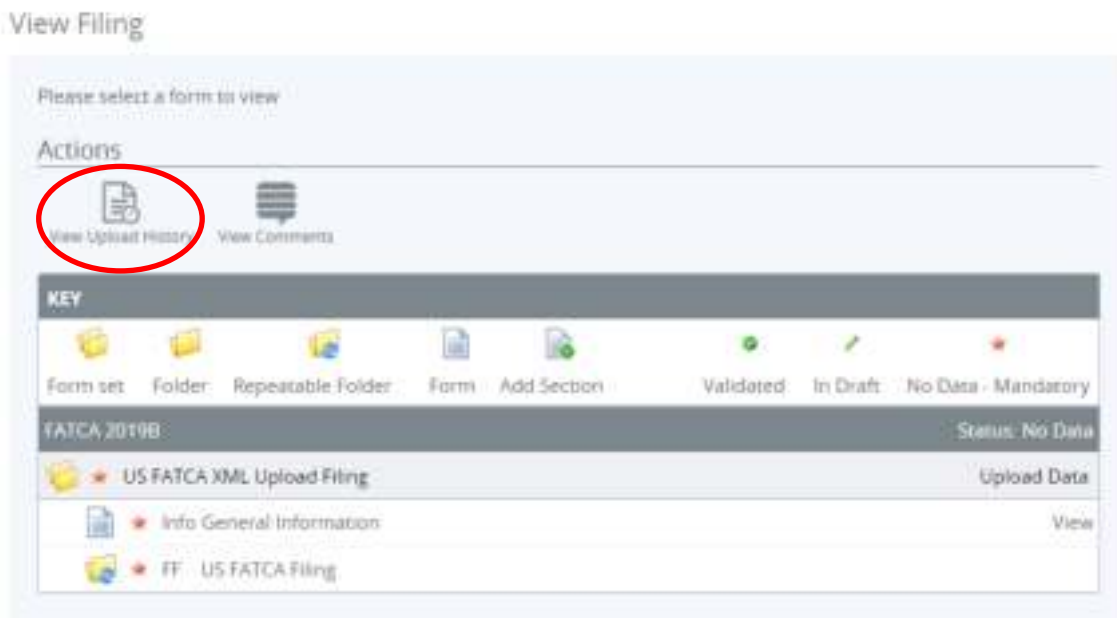 View Filing
Please select a form to view
Actions
View Upload History View Comments
KEY
Form set Folder Repeatable Folder Form Add Section Validated In Draft No Data - Mandatory
FATCA 2019B Status: No Data
US FATCA XML Upload Filing Upload Data
Info General Information View
FF US FATCA Filing